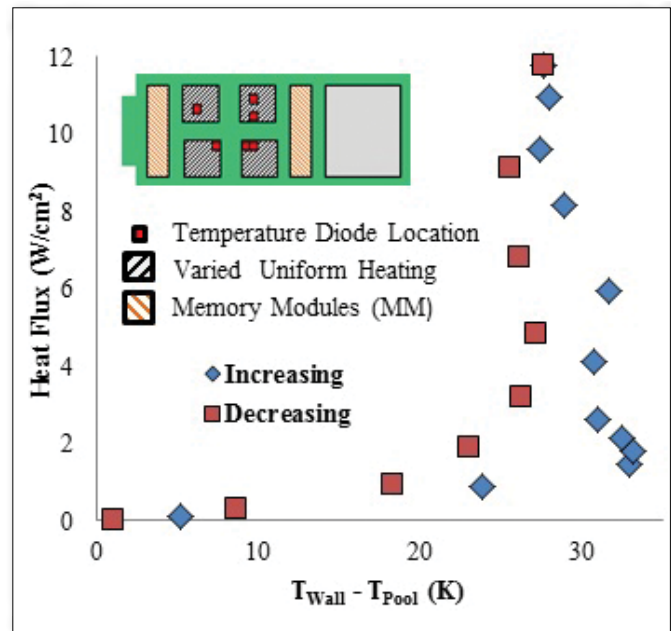 12
10
8
6
4
2
0
Heat Flux (W/cm²)
Temperature Diode Location
Varied Uniform Heating
Memory Modules (MM)
Increasing
Decreasing
0 10 20 30
T_Wall - T_Pool (K)